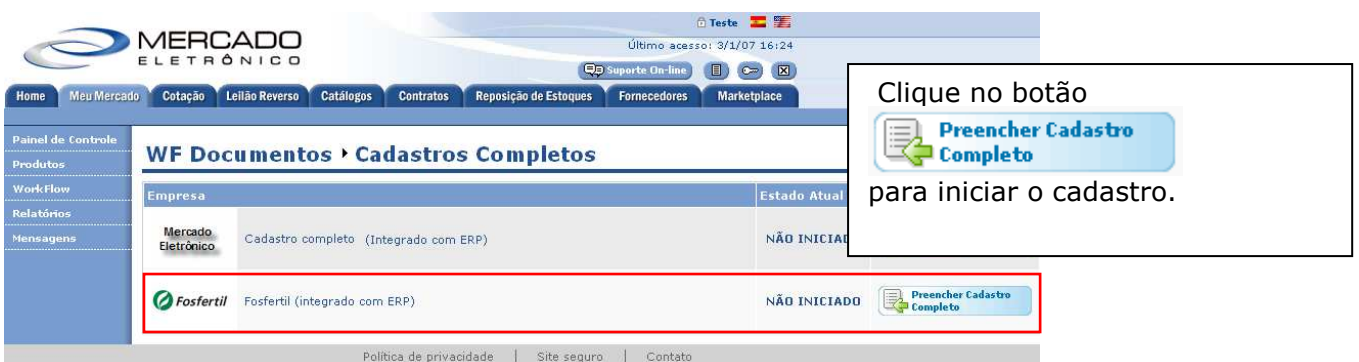 Teste
MERCADO
ELETRÔNICO
Último acesso: 3/1/07 16:24
Suporte On-line
Home Meu Mercado Cotação Leilão Reverso Catálogos Contratos Reposição de Estoques Fornecedores Marketplace
Painel de Controle
Produtos
WorkFlow
Relatórios
Mensagens
WF Documentos Cadastros Completos
Empresa Estado Atual
Mercado
Eletrônico
Cadastro completo (Integrado com ERP) NÃO INICIAD
Fosfertil Fosfertil (integrado com ERP) NÃO INICIADO
Preencher Cadastro
Completo
Política de privacidade | Site seguro | Contato
Clique no botão
Preencher Cadastro
Completo
para iniciar o cadastro.